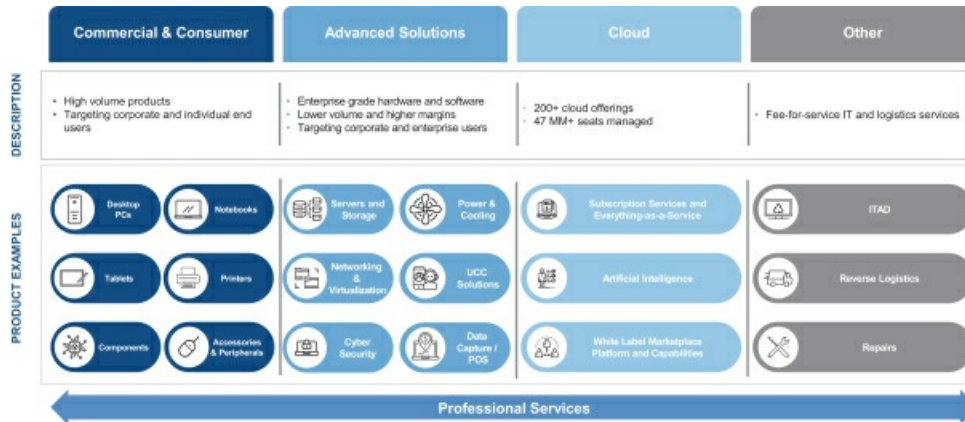 Commercial & Consumer
Advanced Solutions
Cloud
Other
DESCRIPTION
• High volume products
• Targeting corporate and individual end
users
• Enterprise grade hardware and software
• Lower volume and higher margins
• Targeting corporate and enterprise users
• 200+ cloud offerings
• 47 MM+ seats managed
• Fee-for-service IT and logistics services
PRODUCT EXAMPLES
Desktop
PCs
Notebooks
Tablets
Printers
Components
Accessories
& Peripherals
Servers and
Storage
Power &
Cooling
Networking
&
Virtualization
UCC
Solutions
Cyber
Security
Data
Capture /
POS
Subscription Services and
Everything-as-a-Service
Artificial Intelligence
White Label Marketplace
Platform and Capabilities
ITAD
Reverse Logistics
Repairs
Professional Services